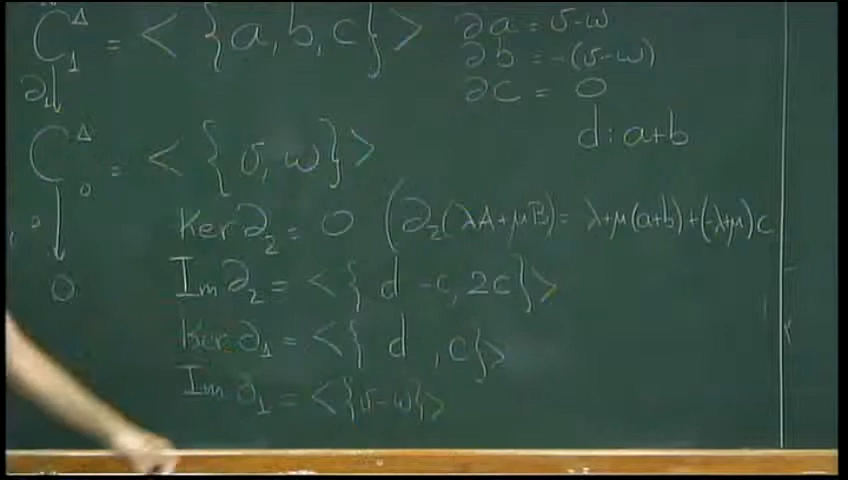 C₁^Δ = < {a, b, c} >
∂a = v-w
∂b = -(v-w)
∂c = 0
∂₁↓
d: a+b
C₀^Δ = < {v, w} >
↓
0
Ker ∂₂ = 0 (∂₂(λA+μB) = λ+μ(a+b)+(-λ+μ)c
Im ∂₂ = < { d -c, 2c} >
Ker ∂₁ = < { d , c} >
Im ∂₁ = < {v-w} >